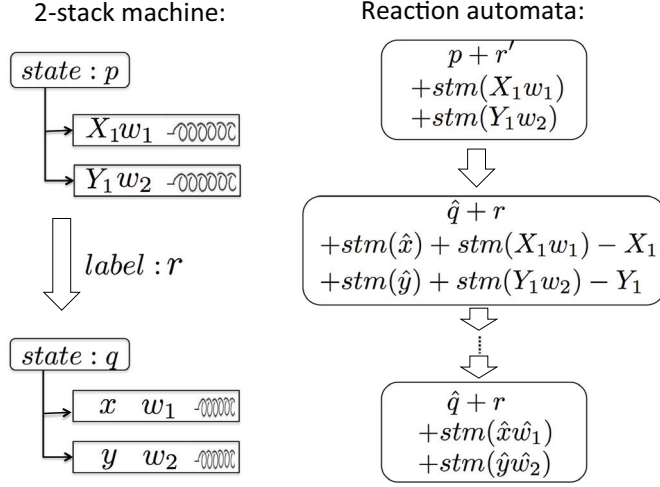 2-stack machine:
state : p
X₁w₁
Y₁w₂
label : r
state : q
x w₁
y w₂
Reaction automata:
p + r′
+stm(X₁w₁)
+stm(Y₁w₂)
q̂ + r
+stm(x̂) + stm(X₁w₁) − X₁
+stm(ŷ) + stm(Y₁w₂) − Y₁
q̂ + r
+stm(x̂ŵ₁)
+stm(ŷŵ₂)